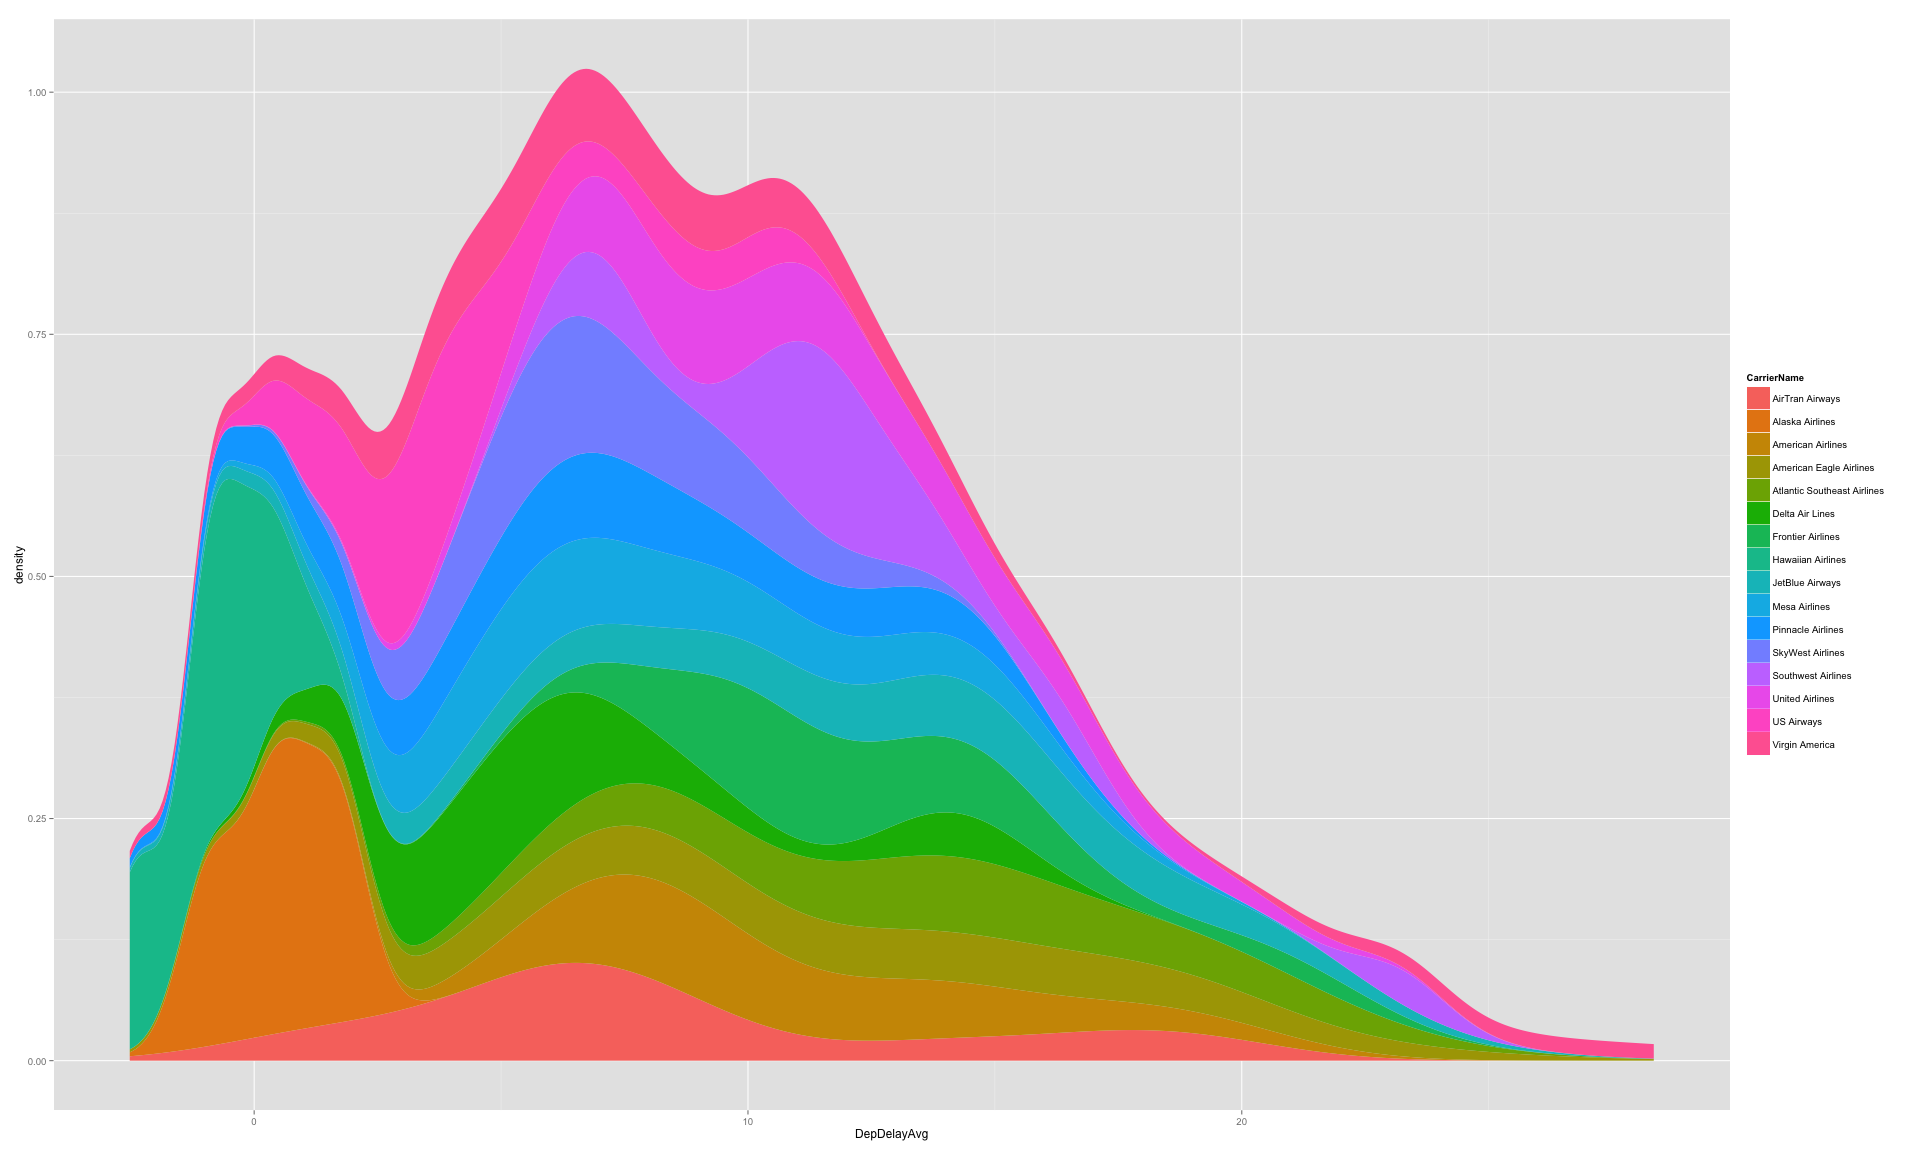 1.00
0.75
0.50
0.25
0.00
density
0
10
20
DepDelayAvg
CarrierName
AirTran Airways
Alaska Airlines
American Airlines
American Eagle Airlines
Atlantic Southeast Airlines
Delta Air Lines
Frontier Airlines
Hawaiian Airlines
JetBlue Airways
Mesa Airlines
Pinnacle Airlines
SkyWest Airlines
Southwest Airlines
United Airlines
US Airways
Virgin America